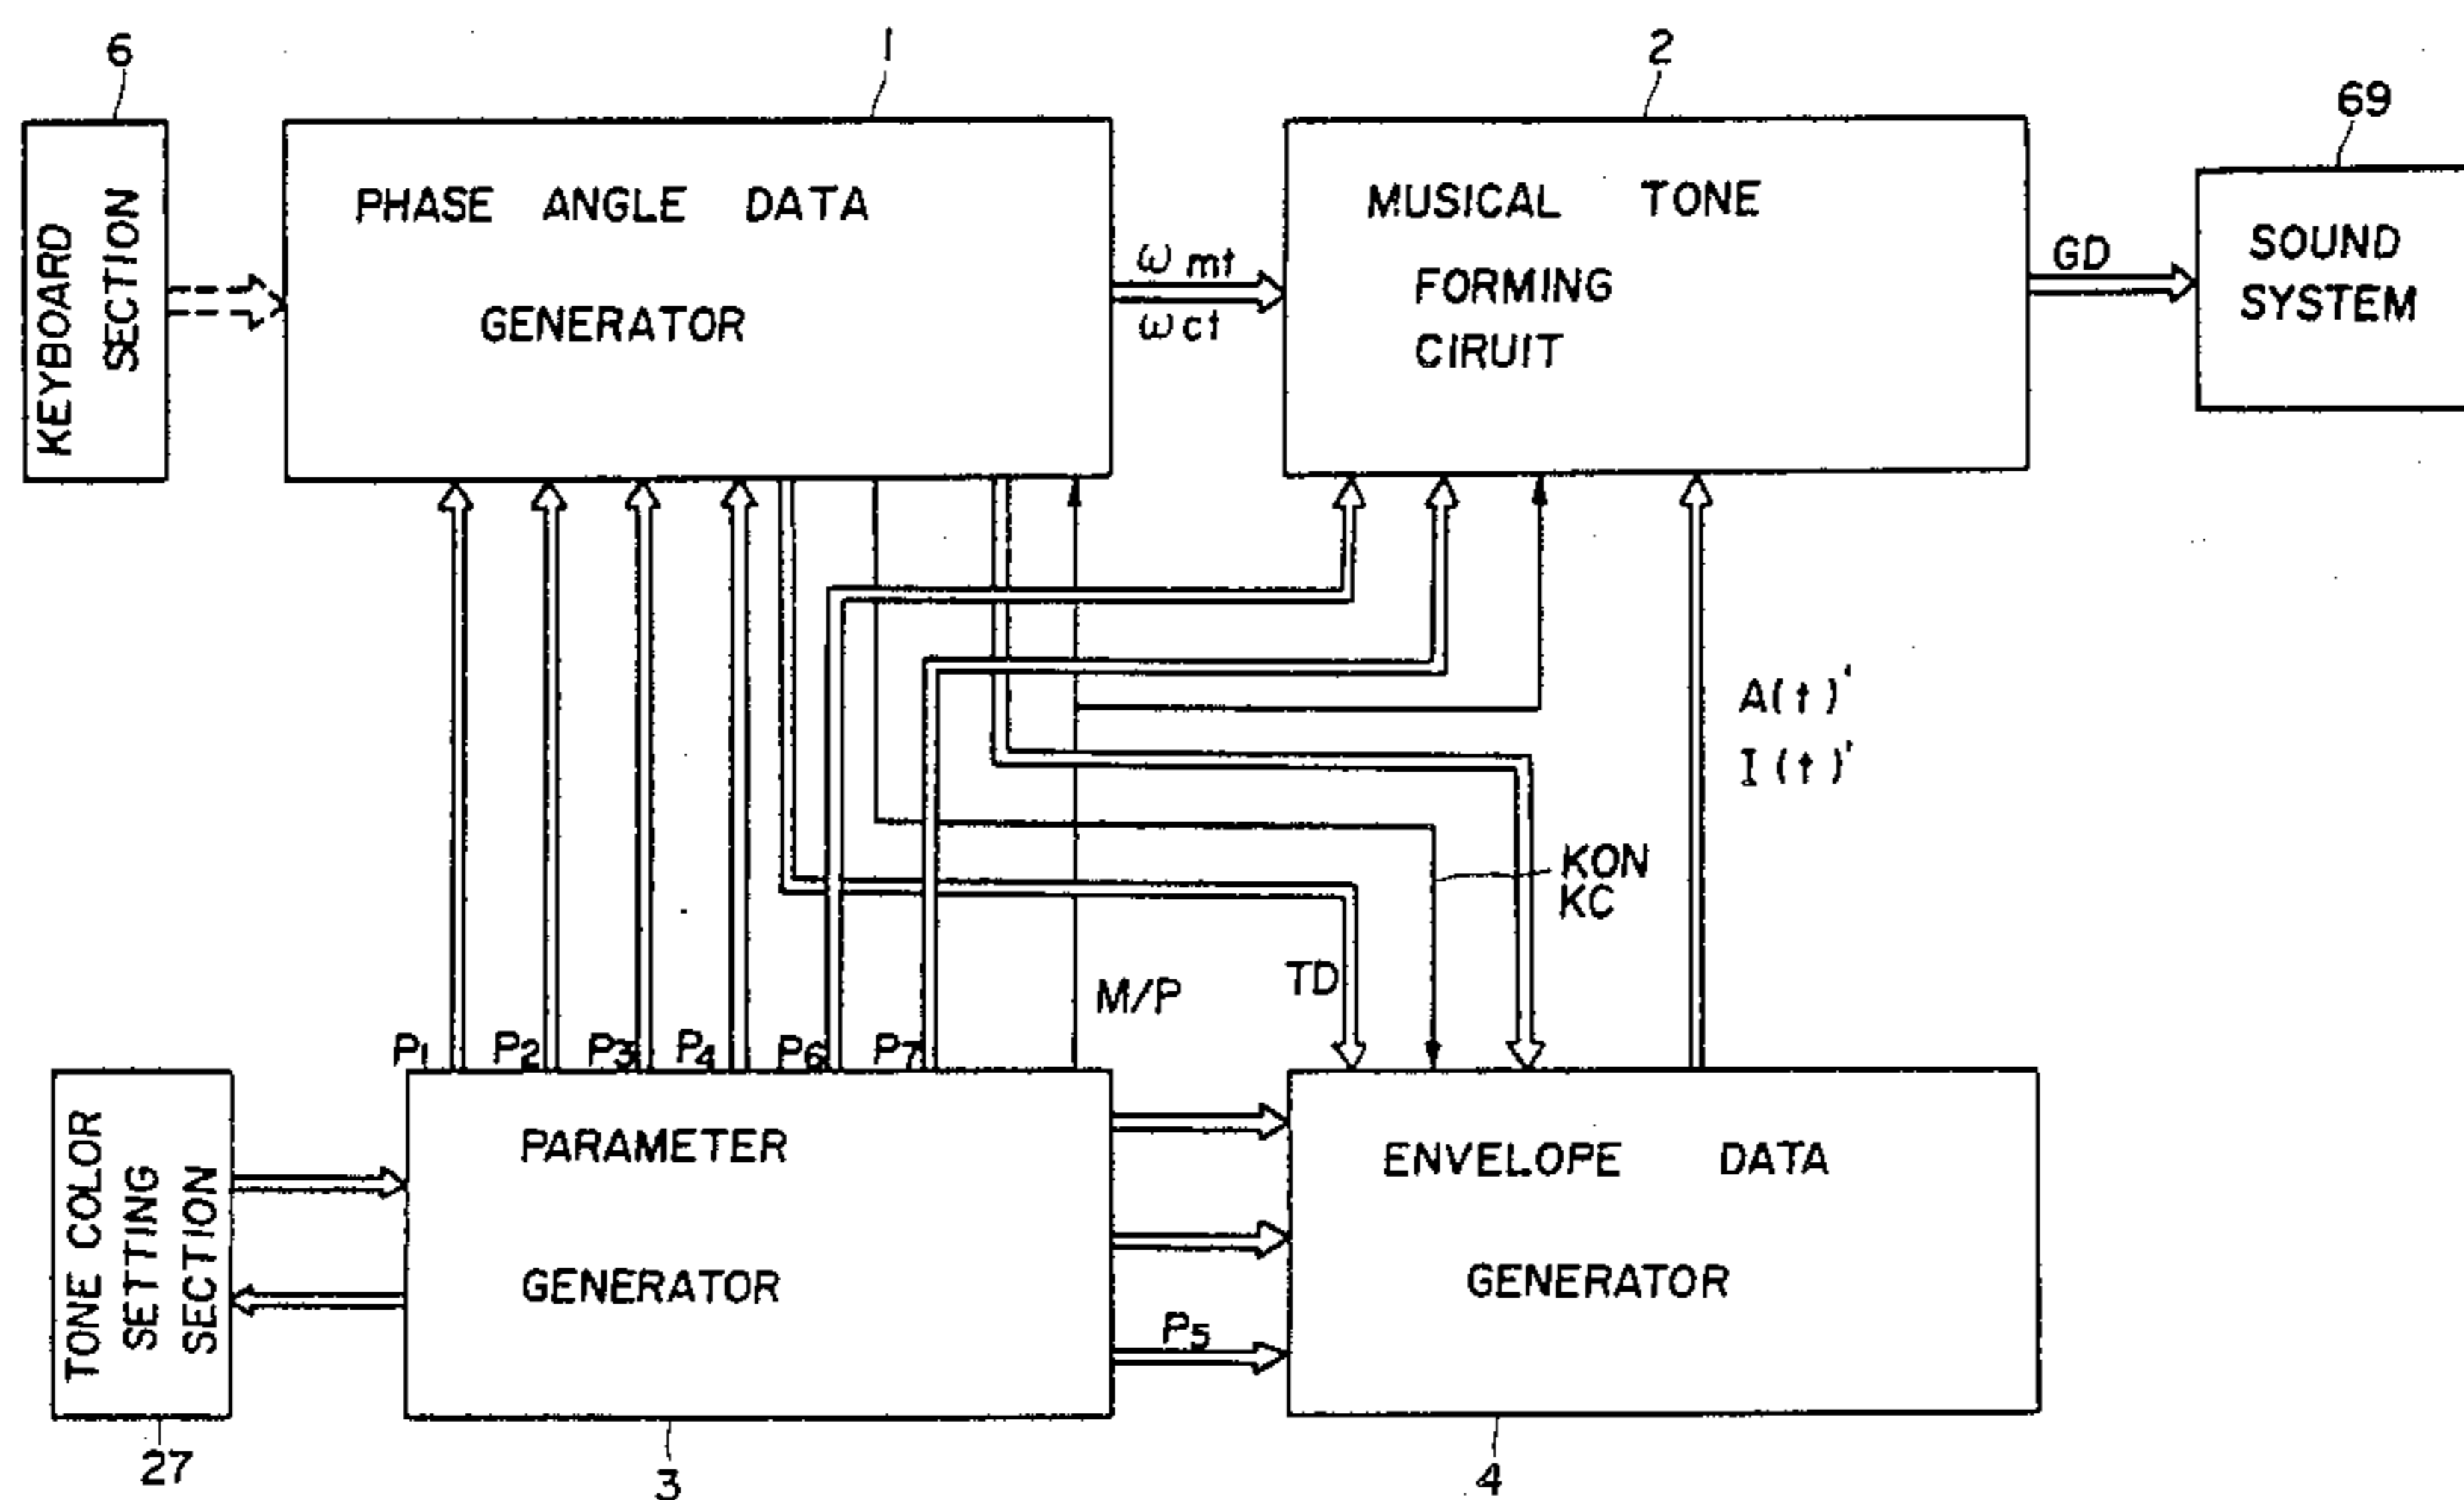 6
1
2
69
KEYBOARD
SECTION
PHASE ANGLE DATA
GENERATOR
ωmt
ωct
MUSICAL TONE
FORMING
CIRUIT
GD
SOUND
SYSTEM
A(t)'
I(t)'
KON
KC
TD
M/P
P1
P2
P3
P4
P6
P7
TONE COLOR
SETTING
SECTION
PARAMETER
GENERATOR
P5
ENVELOPE DATA
GENERATOR
27
3
4